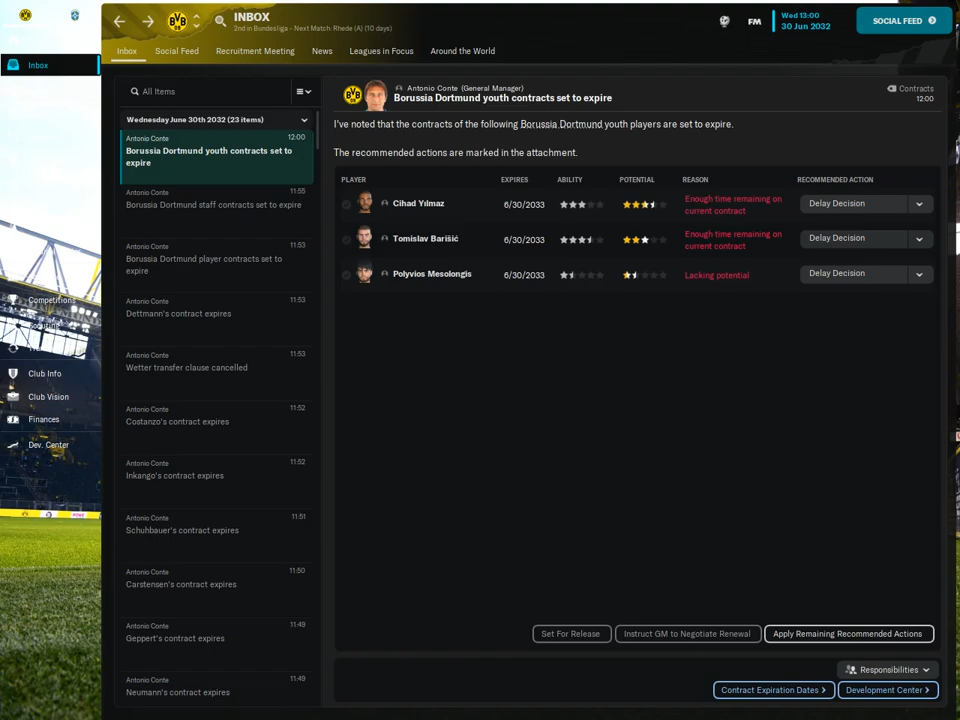 INBOX
2nd in Bundesliga - Next Match: Rhede (A) (10 days)
FM
Wed 13:00
30 Jun 2032
SOCIAL FEED
Inbox
Social Feed
Recruitment Meeting
News
Leagues in Focus
Around the World
Inbox
Competitions
Scouting
Club Info
Club Vision
Finances
Dev. Center
All Items
Wednesday June 30th 2032 (23 items)
Antonio Conte
12:00
Borussia Dortmund youth contracts set to
expire
Antonio Conte
11:55
Borussia Dortmund staff contracts set to expire
Antonio Conte
11:53
Borussia Dortmund player contracts set to
expire
Antonio Conte
11:53
Dettmann's contract expires
Antonio Conte
11:53
Wetter transfer clause cancelled
Antonio Conte
11:52
Costanzo's contract expires
Antonio Conte
11:52
Inkango's contract expires
Antonio Conte
11:51
Schuhbauer's contract expires
Antonio Conte
11:50
Carstensen's contract expires
Antonio Conte
11:49
Geppert's contract expires
Antonio Conte
11:49
Neumann's contract expires
BVB
09
Antonio Conte (General Manager)
Borussia Dortmund youth contracts set to expire
Contracts
12:00
I've noted that the contracts of the following Borussia Dortmund youth players are set to expire.
The recommended actions are marked in the attachment.
PLAYER EXPIRES ABILITY POTENTIAL REASON RECOMMENDED ACTION
Cihad Yılmaz 6/30/2033 Enough time remaining on
current contract Delay Decision
Tomislav Barišić 6/30/2033 Enough time remaining on
current contract Delay Decision
Polyvios Mesolongis 6/30/2033 Lacking potential Delay Decision
Set For Release
Instruct GM to Negotiate Renewal
Apply Remaining Recommended Actions
Responsibilities
Contract Expiration Dates
Development Center